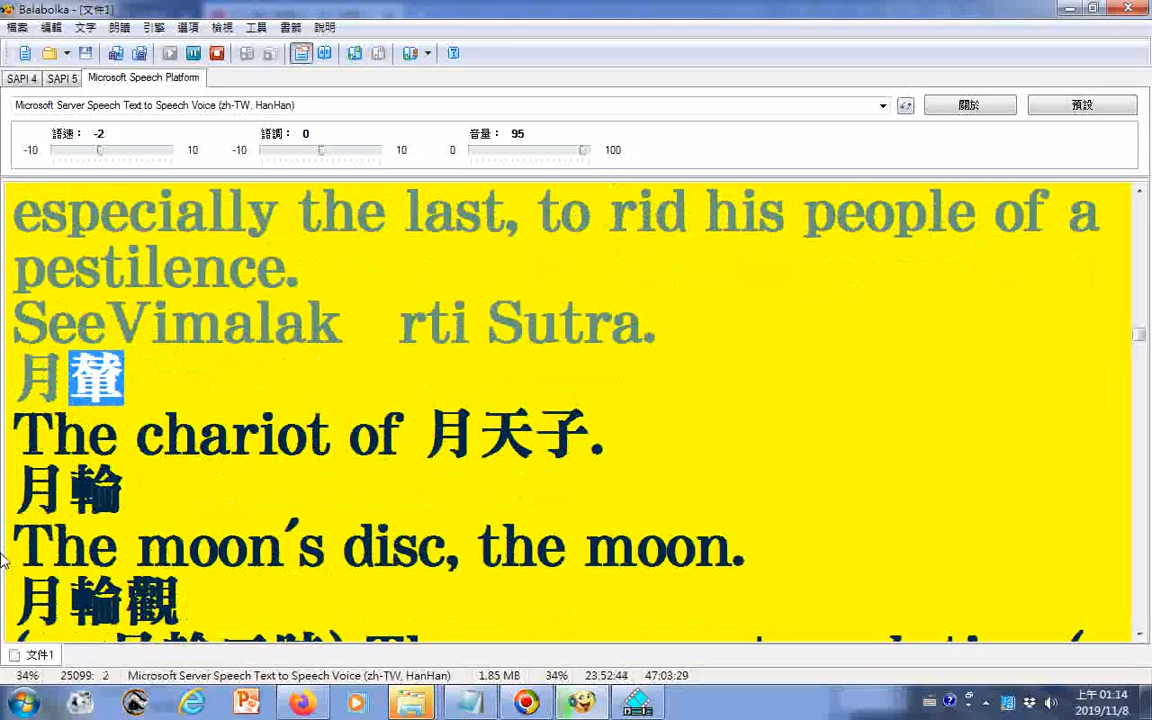 Balabolka - [文件1]
檔案 編輯 文字 朗讀 引擎 選項 檢視 工具 書籤 說明
SAPI 4 SAPI 5 Microsoft Speech Platform
Microsoft Server Speech Text to Speech Voice (zh-TW, HanHan) 關於 預設
語速: -2 語調: 0 音量: 95
-10 10 -10 10 0 100
especially the last, to rid his people of a
pestilence.
SeeVimalak rti Sutra.
月輦
The chariot of 月天子.
月輪
The moon's disc, the moon.
月輪觀
文件1
34% 25099: 2 Microsoft Server Speech Text to Speech Voice (zh-TW, HanHan) 1.85 MB 34% 23:52:44 47:03:29
上午 01:14
2019/11/8